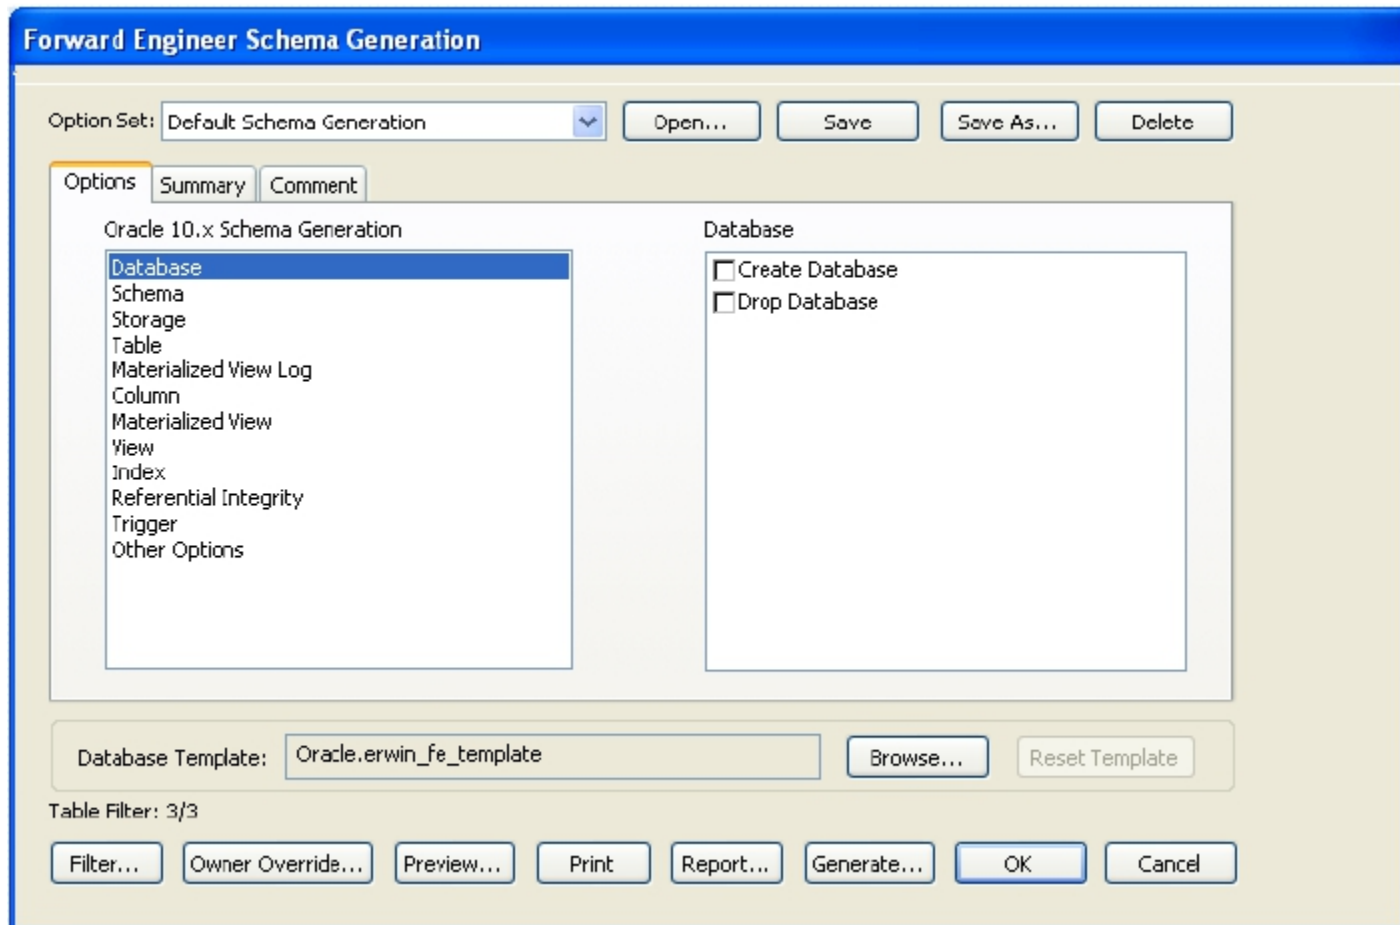 Forward Engineer Schema Generation
Option Set: Default Schema Generation Open... Save Save As... Delete
Options Summary Comment
Oracle 10.x Schema Generation Database
Database
Schema
Storage
Table
Materialized View Log
Column
Materialized View
View
Index
Referential Integrity
Trigger
Other Options
Create Database
Drop Database
Database Template: Oracle.erwin_fe_template Browse... Reset Template
Table Filter: 3/3
Filter... Owner Override... Preview... Print Report... Generate... OK Cancel